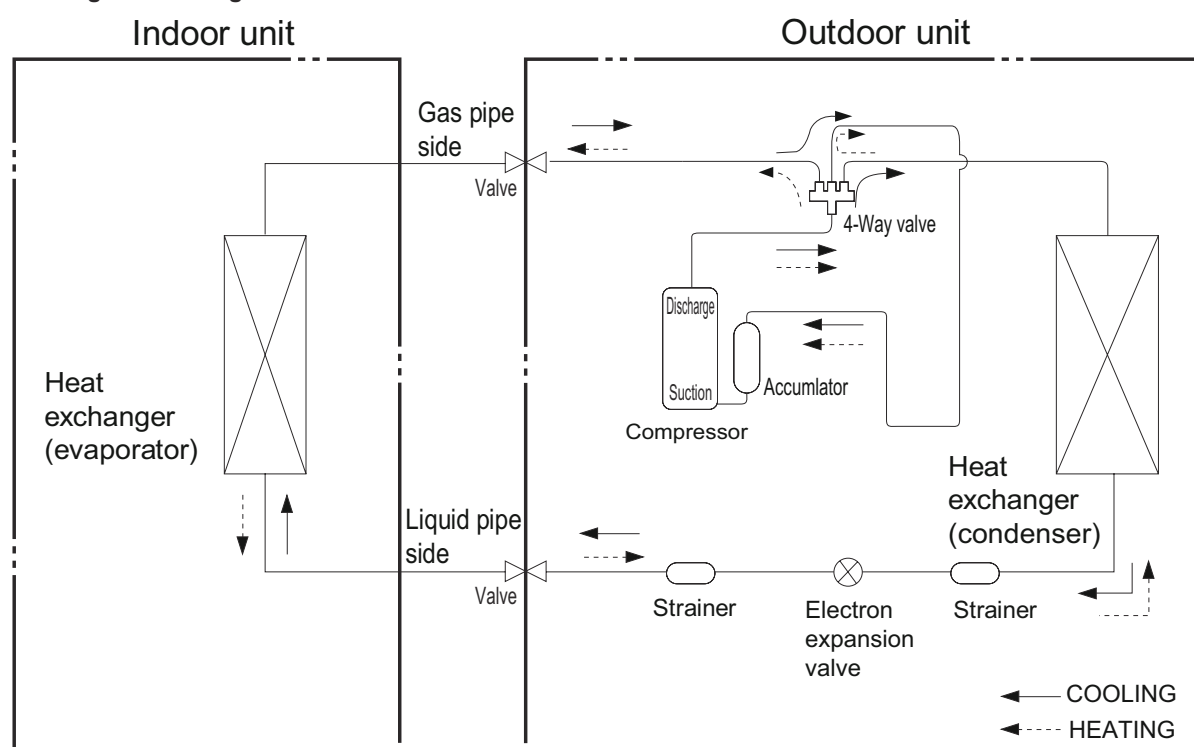 Indoor unit
Outdoor unit
Gas pipe
side
Valve
4-Way valve
Discharge
Suction
Accumlator
Compressor
Heat
exchanger
(evaporator)
Heat
exchanger
(condenser)
Liquid pipe
side
Valve
Strainer
Electron
expansion
valve
Strainer
COOLING
HEATING